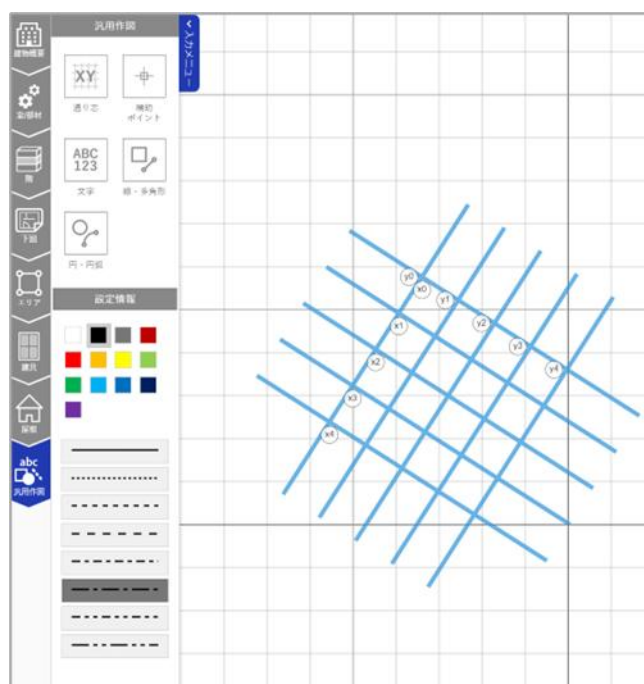 建物概要
室/部材
階
下図
エリア
建具
屋根
abc
汎用作図
汎用作図
XY
通り芯
補助
ポイント
ABC
123
文字
線・多角形
円・円弧
設定情報
入力メニュー
y0
x0
y1
x1
y2
x2
y3
x3
y4
x4